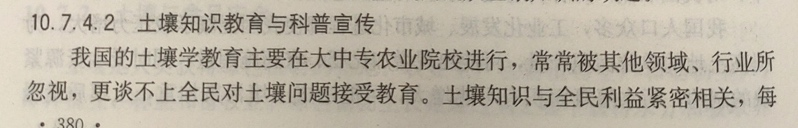 10.7.4.2 土壤知识教育与科普宣传
我国的土壤学教育主要在大中专农业院校进行，常常被其他领域、行业所
忽视，更谈不上全民对土壤问题接受教育。土壤知识与全民利益紧密相关，每
· 380 ·